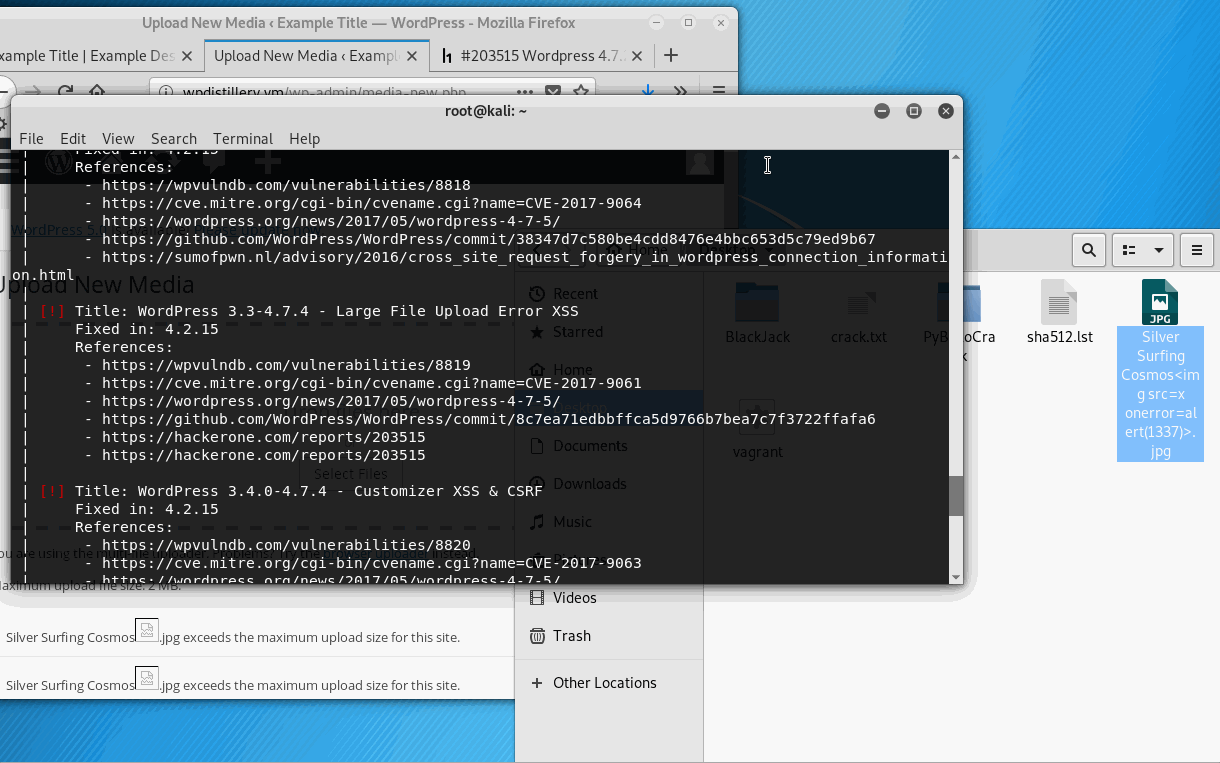 Upload New Media ‹ Example Title — WordPress - Mozilla Firefox
xample Title | Example Des
Upload New Media ‹ Exampl
#203515 Wordpress 4.7.
wpdistillery.vm/wp-admin/media-new.php
root@kali: ~
File Edit View Search Terminal Help
| Fixed in: 4.2.15
| References:
| - https://wpvulndb.com/vulnerabilities/8818
| - https://cve.mitre.org/cgi-bin/cvename.cgi?name=CVE-2017-9064
| - https://wordpress.org/news/2017/05/wordpress-4-7-5/
| - https://github.com/WordPress/WordPress/commit/38347d7c580be4cdd8476e4bbc653d5c79ed9b67
| - https://sumofpwn.nl/advisory/2016/cross_site_request_forgery_in_wordpress_connection_informati
on.html
|
| [!] Title: WordPress 3.3-4.7.4 - Large File Upload Error XSS
| Fixed in: 4.2.15
| References:
| - https://wpvulndb.com/vulnerabilities/8819
| - https://cve.mitre.org/cgi-bin/cvename.cgi?name=CVE-2017-9061
| - https://wordpress.org/news/2017/05/wordpress-4-7-5/
| - https://github.com/WordPress/WordPress/commit/8c7ea71edbbffca5d9766b7bea7c7f3722ffafa6
| - https://hackerone.com/reports/203515
| - https://hackerone.com/reports/203515
|
| [!] Title: WordPress 3.4.0-4.7.4 - Customizer XSS & CSRF
| Fixed in: 4.2.15
| References:
| - https://wpvulndb.com/vulnerabilities/8820
| - https://cve.mitre.org/cgi-bin/cvename.cgi?name=CVE-2017-9063
| - https://wordpress.org/news/2017/05/wordpress-4-7-5/
Upload New Media
Select Files
Maximum upload file size: 2 MB.
Silver Surfing Cosmos .jpg exceeds the maximum upload size for this site.
Silver Surfing Cosmos .jpg exceeds the maximum upload size for this site.
Home Desktop
Recent
Starred
Home
Desktop
Documents
Downloads
Music
Videos
Trash
Other Locations
BlackJack
crack.txt
sha512.lst
JPG
Silver
Surfing
Cosmos<im
g src=x
onerror=al
ert(1337)>.
jpg
vagrant